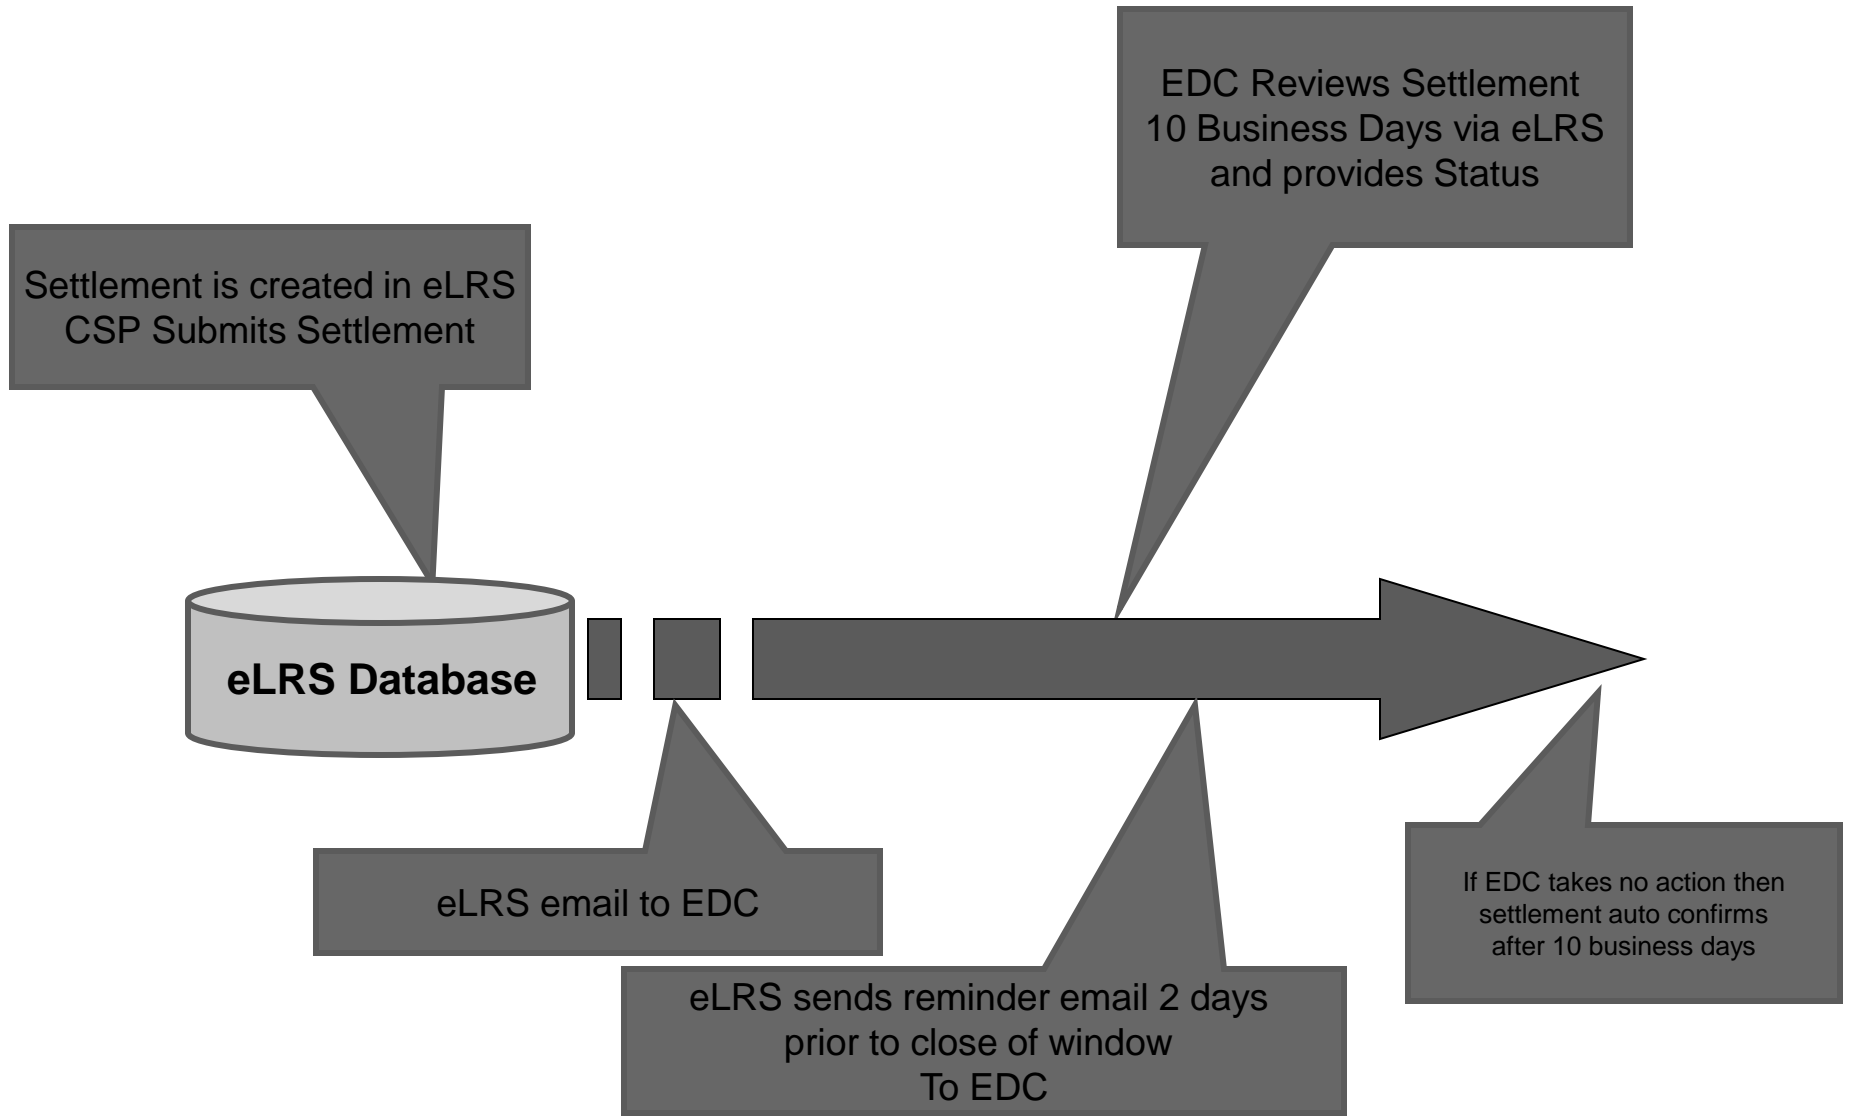 EDC Reviews Settlement
10 Business Days via eLRS
and provides Status
Settlement is created in eLRS
CSP Submits Settlement
eLRS Database
eLRS email to EDC
If EDC takes no action then
settlement auto confirms
after 10 business days
eLRS sends reminder email 2 days
prior to close of window
To EDC